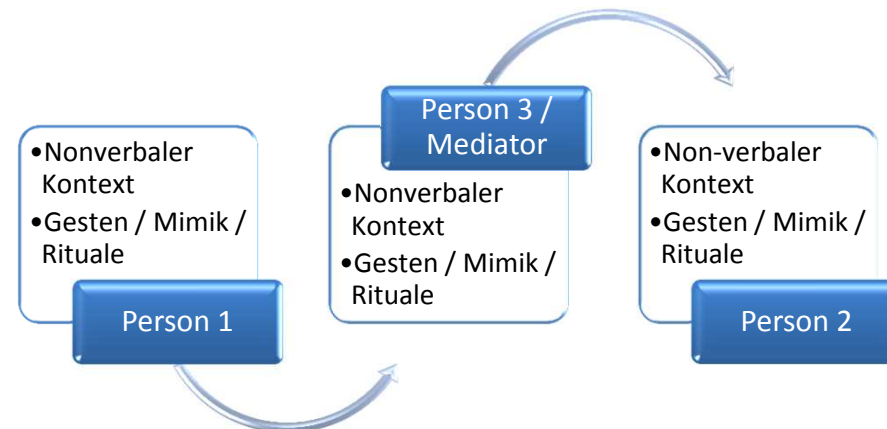 •Nonverbaler
Kontext
•Gesten / Mimik /
Rituale
Person 1
Person 3 /
Mediator
•Nonverbaler
Kontext
•Gesten / Mimik /
Rituale
•Non-verbaler
Kontext
•Gesten / Mimik /
Rituale
Person 2